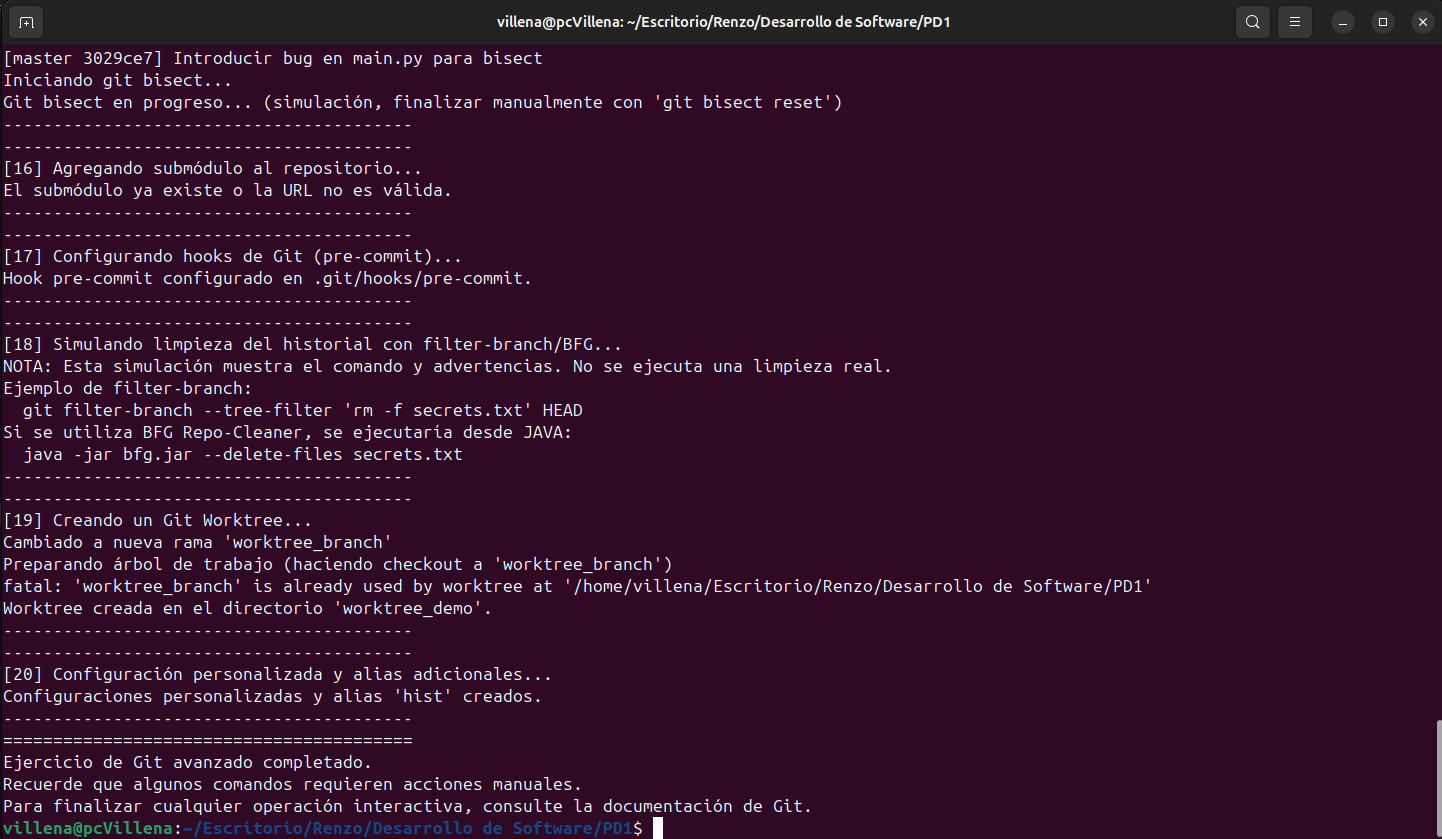 villena@pcVillena: ~/Escritorio/Renzo/Desarrollo de Software/PD1
[master 3029ce7] Introducir bug en main.py para bisect
Iniciando git bisect...
Git bisect en progreso... (simulación, finalizar manualmente con 'git bisect reset')
-----------------------------------------
-----------------------------------------
[16] Agregando submódulo al repositorio...
El submódulo ya existe o la URL no es válida.
-----------------------------------------
-----------------------------------------
[17] Configurando hooks de Git (pre-commit)...
Hook pre-commit configurado en .git/hooks/pre-commit.
-----------------------------------------
-----------------------------------------
[18] Simulando limpieza del historial con filter-branch/BFG...
NOTA: Esta simulación muestra el comando y advertencias. No se ejecuta una limpieza real.
Ejemplo de filter-branch:
  git filter-branch --tree-filter 'rm -f secrets.txt' HEAD
Si se utiliza BFG Repo-Cleaner, se ejecutaría desde JAVA:
  java -jar bfg.jar --delete-files secrets.txt
-----------------------------------------
-----------------------------------------
[19] Creando un Git Worktree...
Cambiado a nueva rama 'worktree_branch'
Preparando árbol de trabajo (haciendo checkout a 'worktree_branch')
fatal: 'worktree_branch' is already used by worktree at '/home/villena/Escritorio/Renzo/Desarrollo de Software/PD1'
Worktree creada en el directorio 'worktree_demo'.
-----------------------------------------
-----------------------------------------
[20] Configuración personalizada y alias adicionales...
Configuraciones personalizadas y alias 'hist' creados.
-----------------------------------------
=========================================
Ejercicio de Git avanzado completado.
Recuerde que algunos comandos requieren acciones manuales.
Para finalizar cualquier operación interactiva, consulte la documentación de Git.
villena@pcVillena:~/Escritorio/Renzo/Desarrollo de Software/PD1$